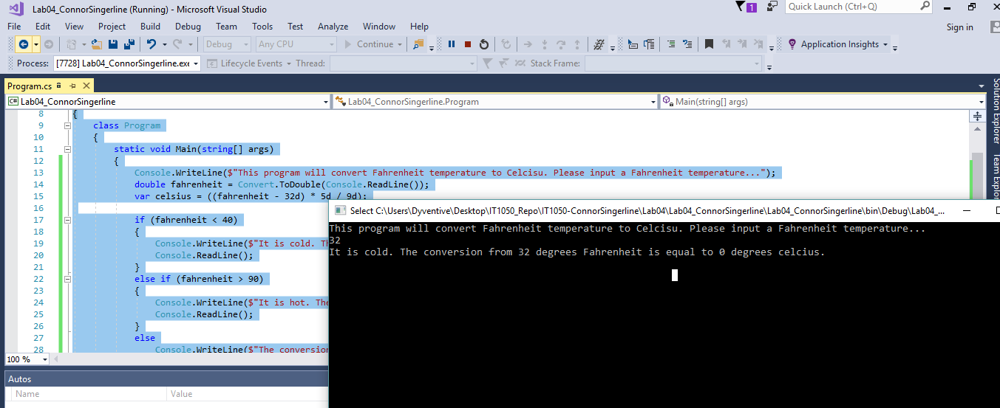 Lab04_ConnorSingerline (Running) - Microsoft Visual Studio
1
Quick Launch (Ctrl+Q)
File Edit View Project Build Debug Team Tools Test Analyze Window Help
Sign in
Debug Any CPU Continue Application Insights
Process: [7728] Lab04_ConnorSingerline.exe Lifecycle Events Thread: Stack Frame:
Program.cs
C# Lab04_ConnorSingerline Lab04_ConnorSingerline.Program Main(string[] args)
8 {
9 class Program
10 {
11 static void Main(string[] args)
12 {
13 Console.WriteLine($"This program will convert Fahrenheit temperature to Celcisu. Please input a Fahrenheit temperature...");
14 double fahrenheit = Convert.ToDouble(Console.ReadLine());
15 var celsius = ((fahrenheit - 32d) * 5d / 9d);
16
17 if (fahrenheit < 40)
18 {
19 Console.WriteLine($"It is cold. Th
20 Console.ReadLine();
21 }
22 else if (fahrenheit > 90)
23 {
24 Console.WriteLine($"It is hot. The
25 Console.ReadLine();
26 }
27 else
28 Console.WriteLine($"The conversion
100 %
Autos
Name Value
Select C:\Users\Dyventive\Desktop\IT1050_Repo\IT1050-ConnorSingerline\Lab04\Lab04_ConnorSingerline\Lab04_ConnorSingerline\bin\Debug\Lab04_...
This program will convert Fahrenheit temperature to Celcisu. Please input a Fahrenheit temperature...
32
It is cold. The conversion from 32 degrees Fahrenheit is equal to 0 degrees celcius.
Solution Explorer
Team Explor